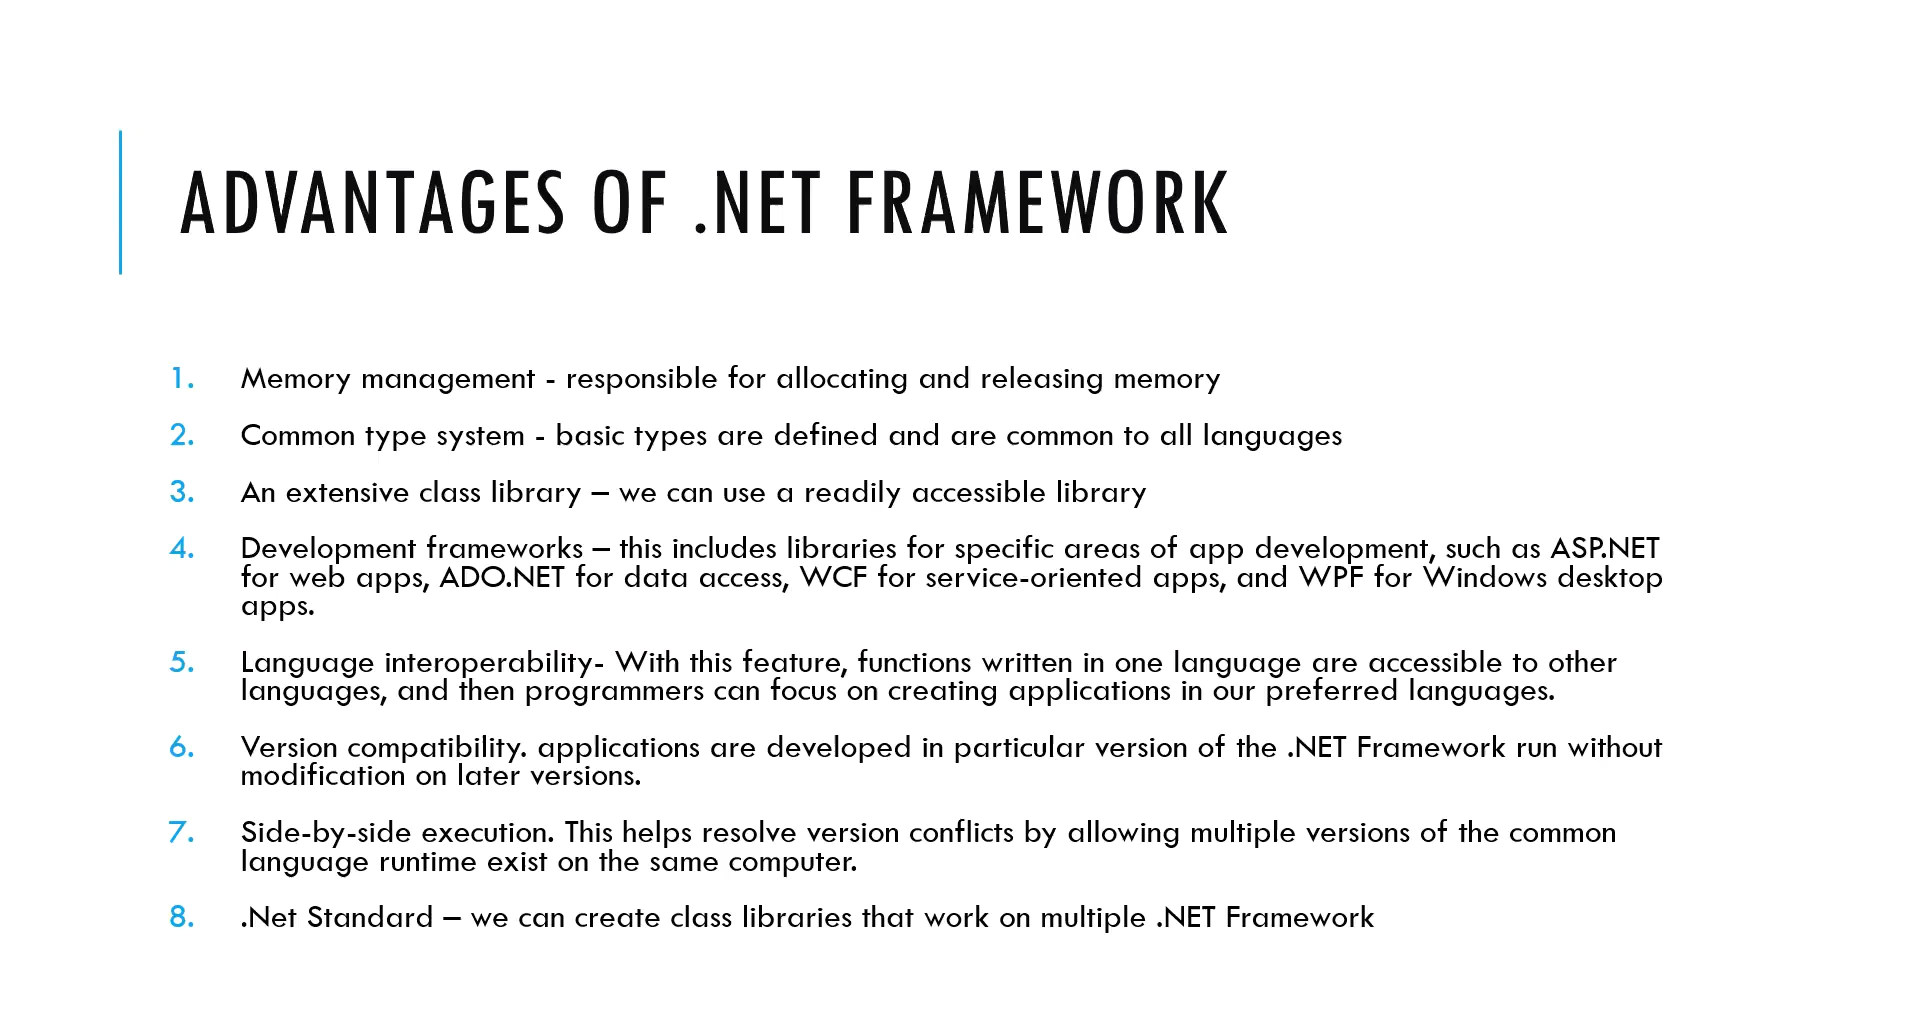 ADVANTAGES OF .NET FRAMEWORK
1. Memory management - responsible for allocating and releasing memory
2. Common type system - basic types are defined and are common to all languages
3. An extensive class library – we can use a readily accessible library
4. Development frameworks – this includes libraries for specific areas of app development, such as ASP.NET
for web apps, ADO.NET for data access, WCF for service-oriented apps, and WPF for Windows desktop
apps.
5. Language interoperability- With this feature, functions written in one language are accessible to other
languages, and then programmers can focus on creating applications in our preferred languages.
6. Version compatibility. applications are developed in particular version of the .NET Framework run without
modification on later versions.
7. Side-by-side execution. This helps resolve version conflicts by allowing multiple versions of the common
language runtime exist on the same computer.
8. .Net Standard – we can create class libraries that work on multiple .NET Framework